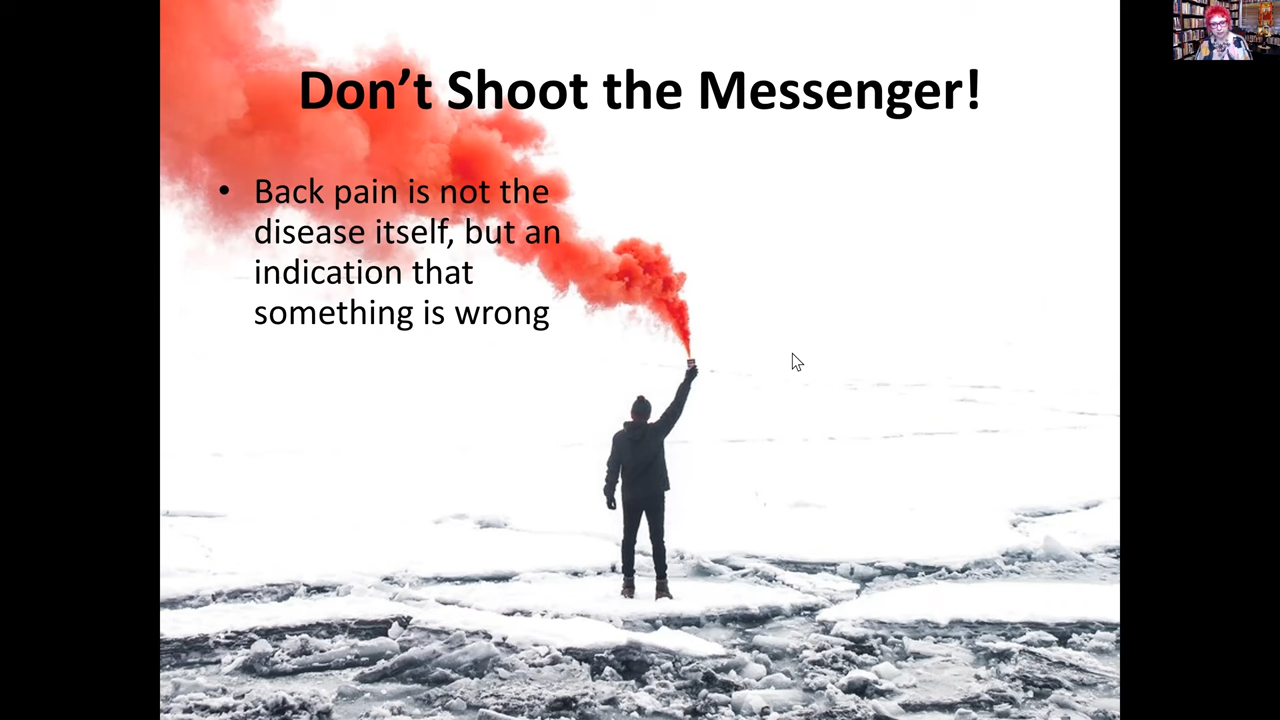 Don’t Shoot the Messenger!
• Back pain is not the
disease itself, but an
indication that
something is wrong